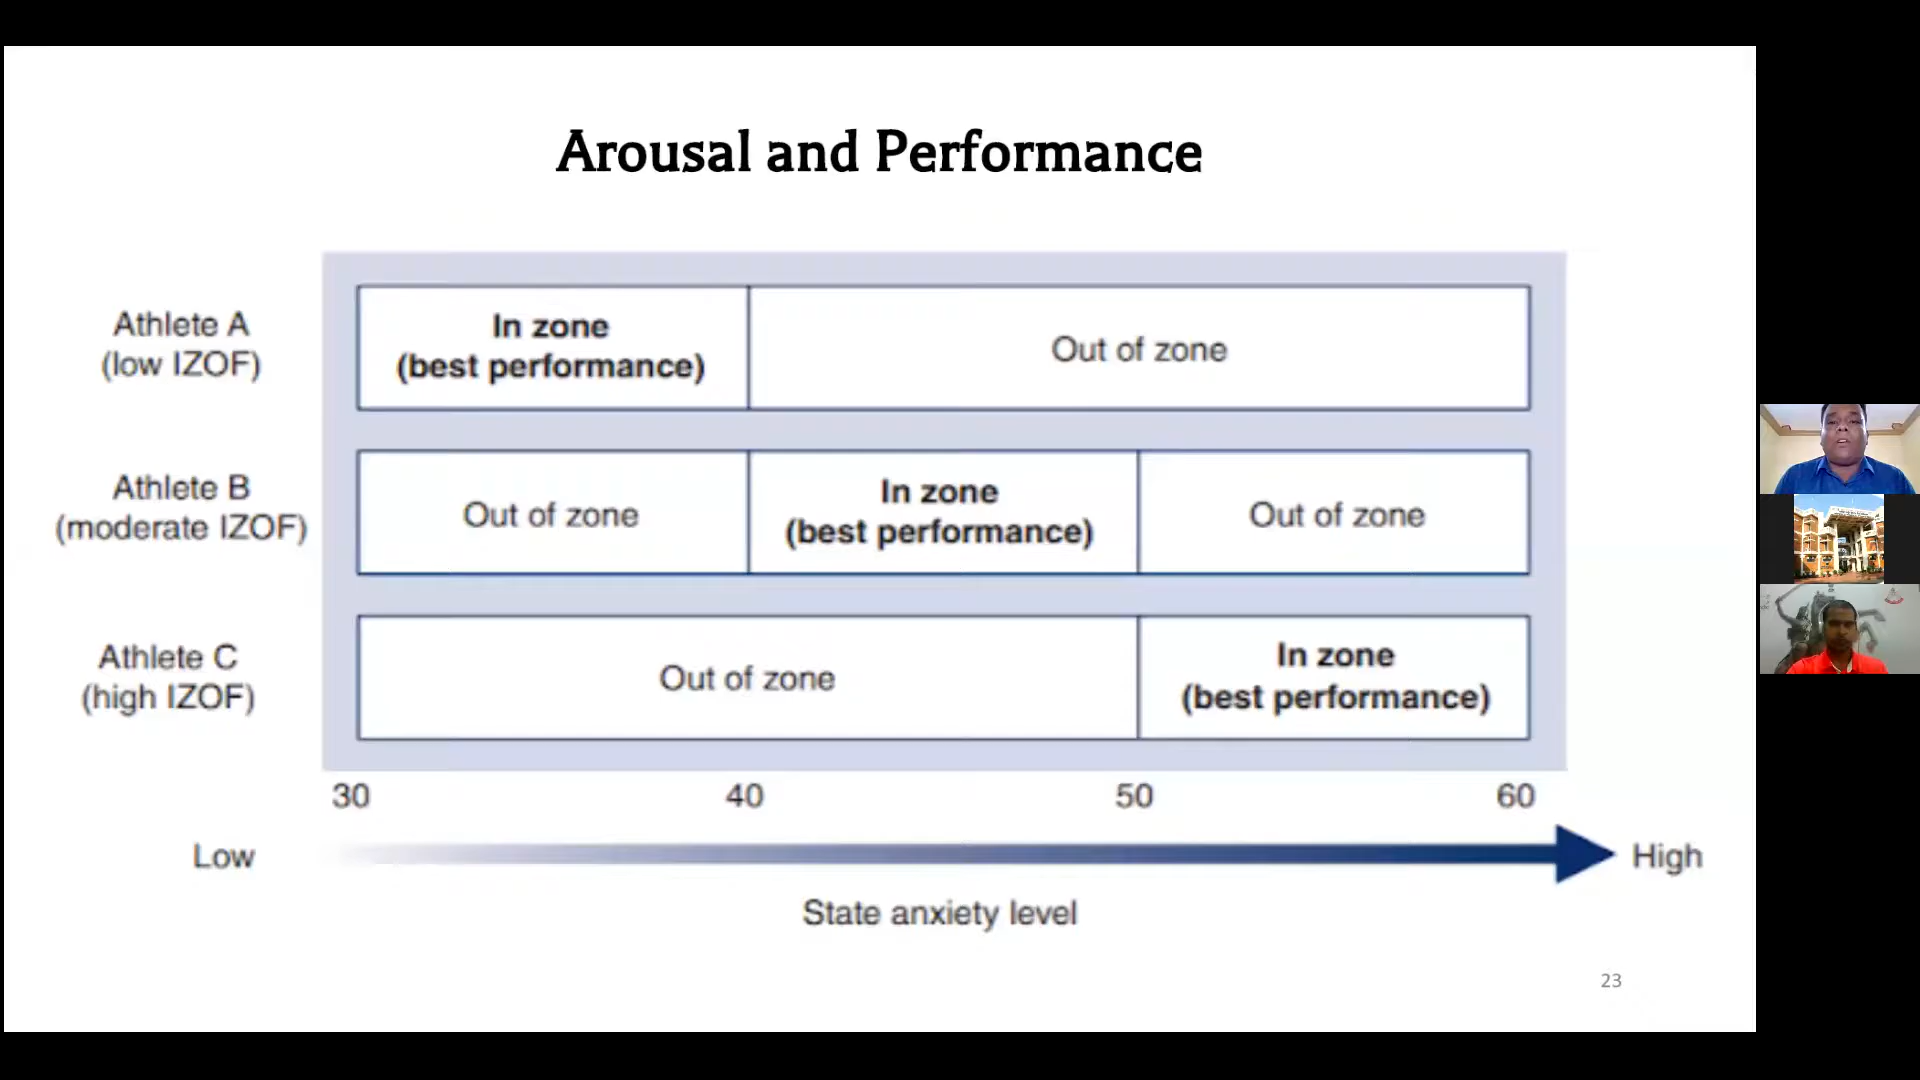 Arousal and Performance
Athlete A
(low IZOF)
In zone
(best performance)
Out of zone
Athlete B
(moderate IZOF)
Out of zone
In zone
(best performance)
Out of zone
Athlete C
(high IZOF)
Out of zone
In zone
(best performance)
30 40 50 60
Low High
State anxiety level
23